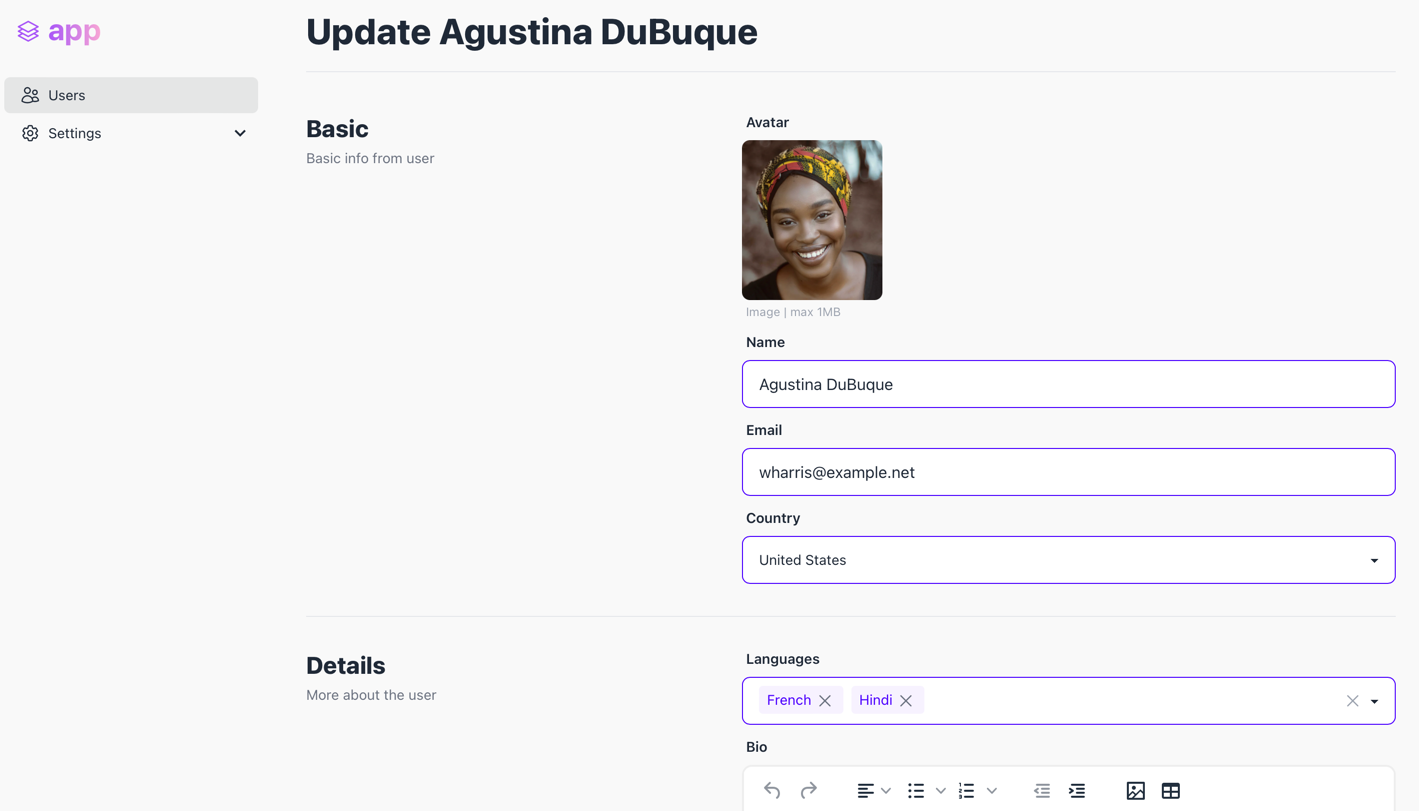 app
Update Agustina DuBuque
Users
Settings
Basic
Basic info from user
Avatar
Image | max 1MB
Name
Agustina DuBuque
Email
wharris@example.net
Country
United States
Details
More about the user
Languages
French
Hindi
Bio